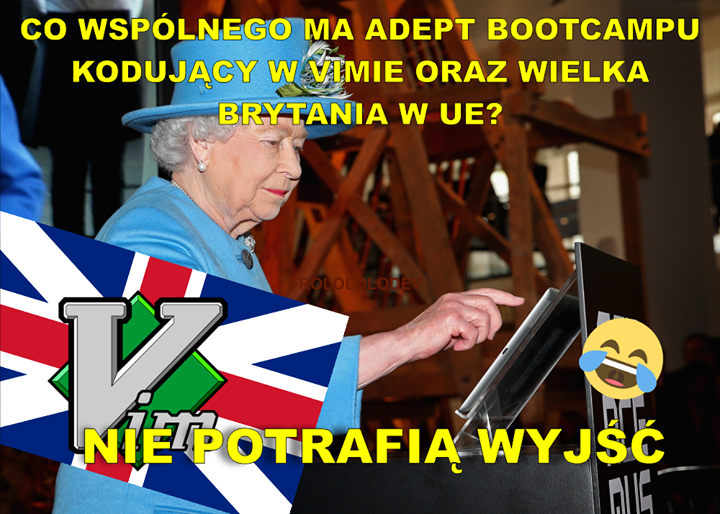 CO WSPÓLNEGO MA ADEPT BOOTCAMPU
KODUJĄCY W VIMIE ORAZ WIELKA
BRYTANIA W UE?
Vim
NIE POTRAFIĄ WYJŚĆ